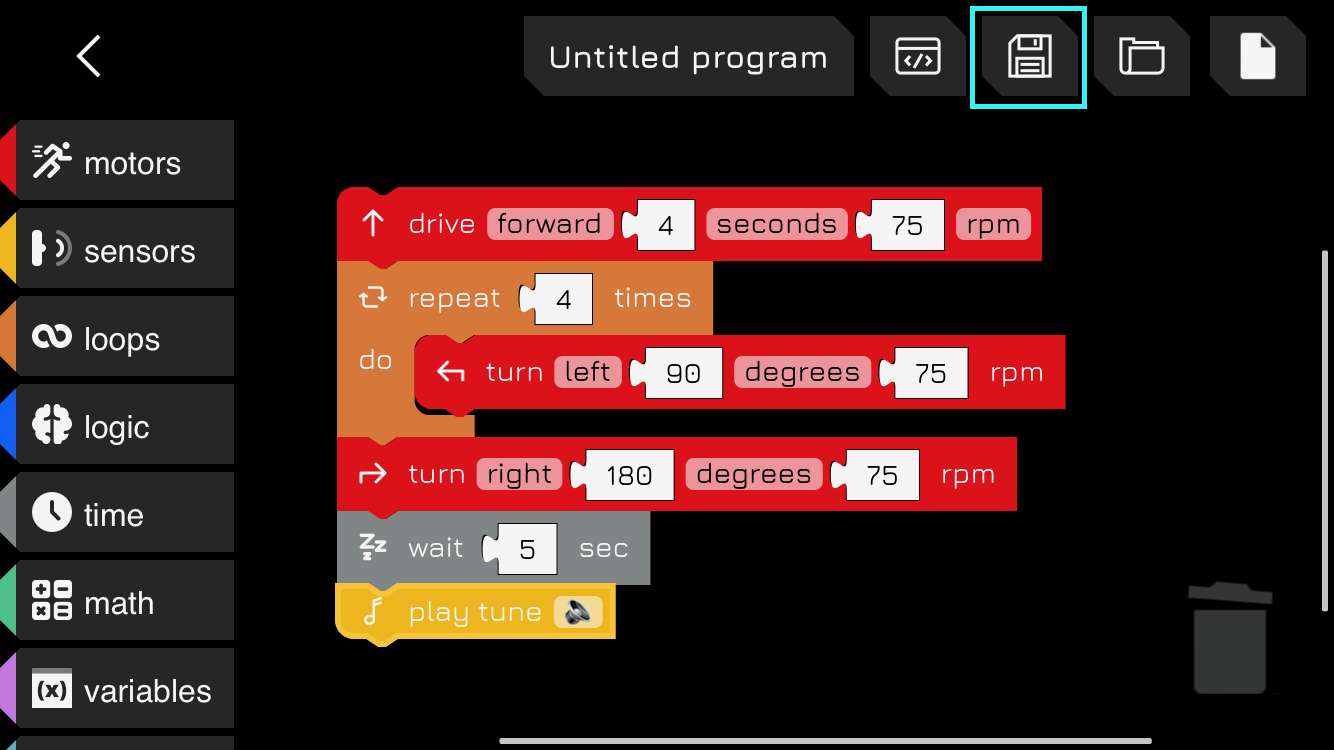 Untitled program
motors
sensors
loops
logic
time
math
(x) variables
drive forward 4 seconds 75 rpm
repeat 4 times
do turn left 90 degrees 75 rpm
turn right 180 degrees 75 rpm
zzz wait 5 sec
play tune